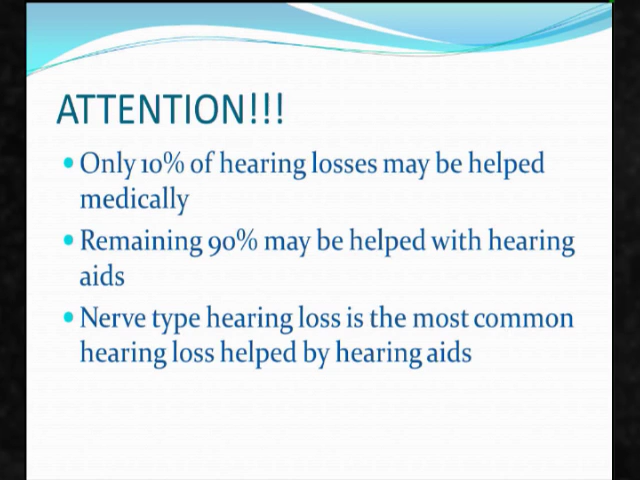 ATTENTION!!!
Only 10% of hearing losses may be helped
medically
Remaining 90% may be helped with hearing
aids
Nerve type hearing loss is the most common
hearing loss helped by hearing aids